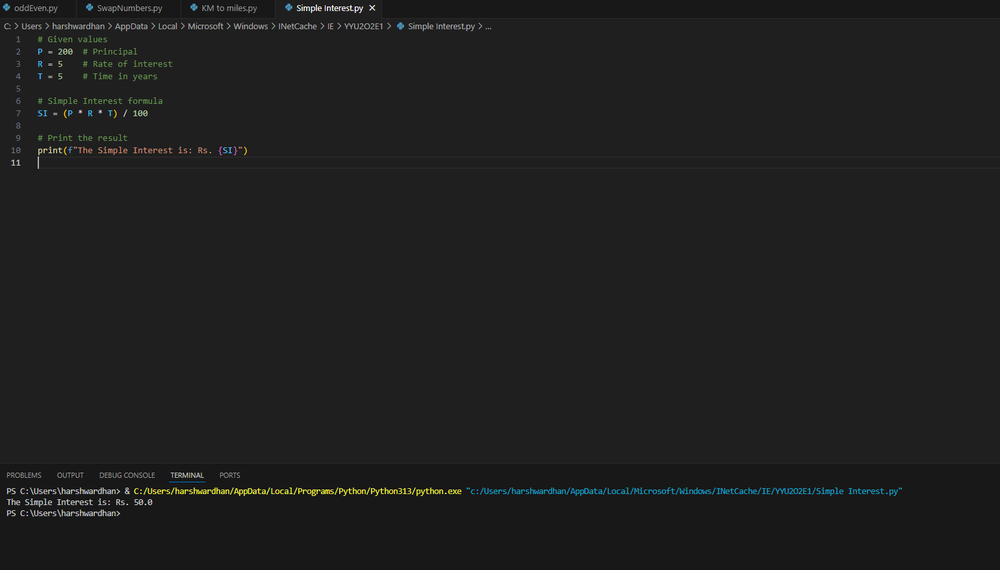 oddEven.py SwapNumbers.py KM to miles.py Simple Interest.py
C: > Users > harshwardhan > AppData > Local > Microsoft > Windows > INetCache > IE > YYU2O2E1 > Simple Interest.py > ...
1 # Given values
2 P = 200  # Principal
3 R = 5    # Rate of interest
4 T = 5    # Time in years
5
6 # Simple Interest formula
7 SI = (P * R * T) / 100
8
9 # Print the result
10 print(f"The Simple Interest is: Rs. {SI}")
11
PROBLEMS OUTPUT DEBUG CONSOLE TERMINAL PORTS
PS C:\Users\harshwardhan> & C:/Users/harshwardhan/AppData/Local/Programs/Python/Python313/python.exe "c:/Users/harshwardhan/AppData/Local/Microsoft/Windows/INetCache/IE/YYU2O2E1/Simple Interest.py"
The Simple Interest is: Rs. 50.0
PS C:\Users\harshwardhan>